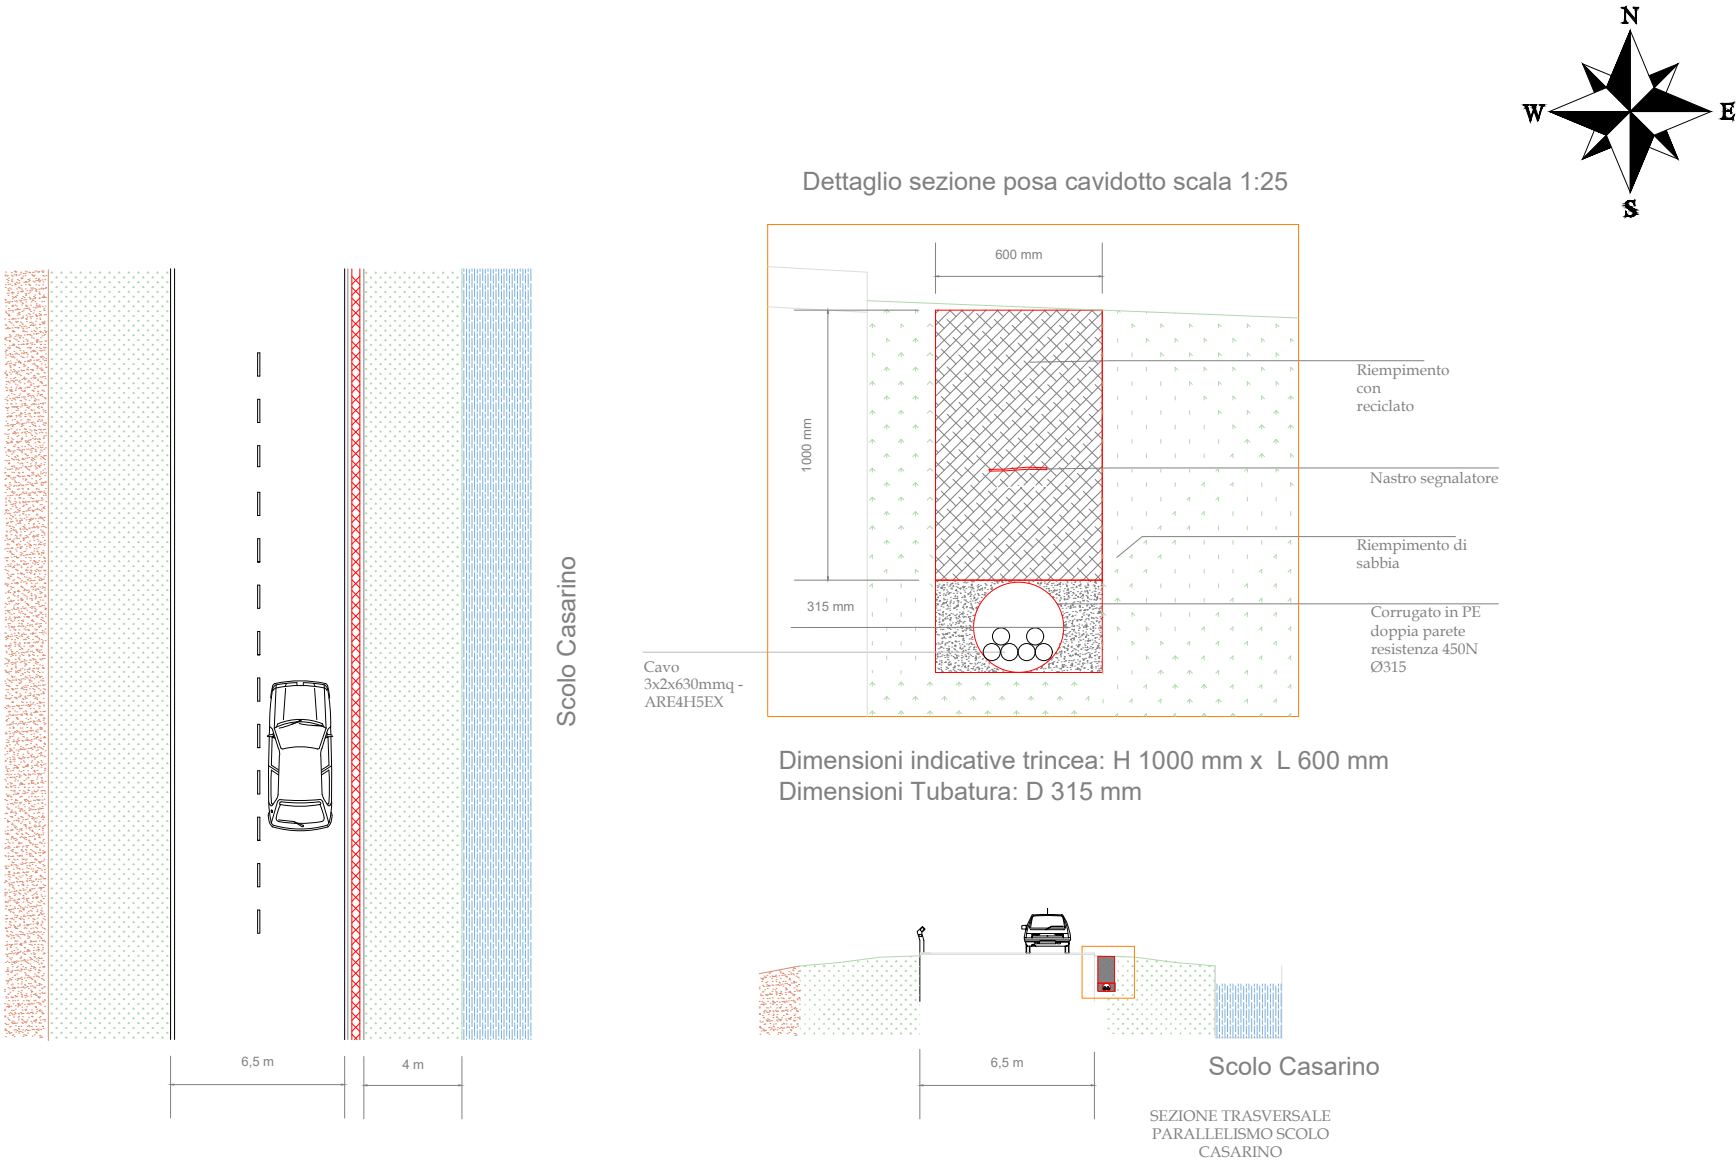 N
W
E
S
Dettaglio sezione posa cavidotto scala 1:25
600 mm
1000 mm
315 mm
Riempimento
con
reciclato
Nastro segnalatore
Riempimento di
sabbia
Corrugato in PE
doppia parete
resistenza 450N
Ø315
Cavo
3x2x630mmq -
ARE4H5EX
Scolo Casarino
Dimensioni indicative trincea: H 1000 mm x L 600 mm
Dimensioni Tubatura: D 315 mm
6,5 m
4 m
6,5 m
Scolo Casarino
SEZIONE TRASVERSALE
PARALLELISMO SCOLO
CASARINO